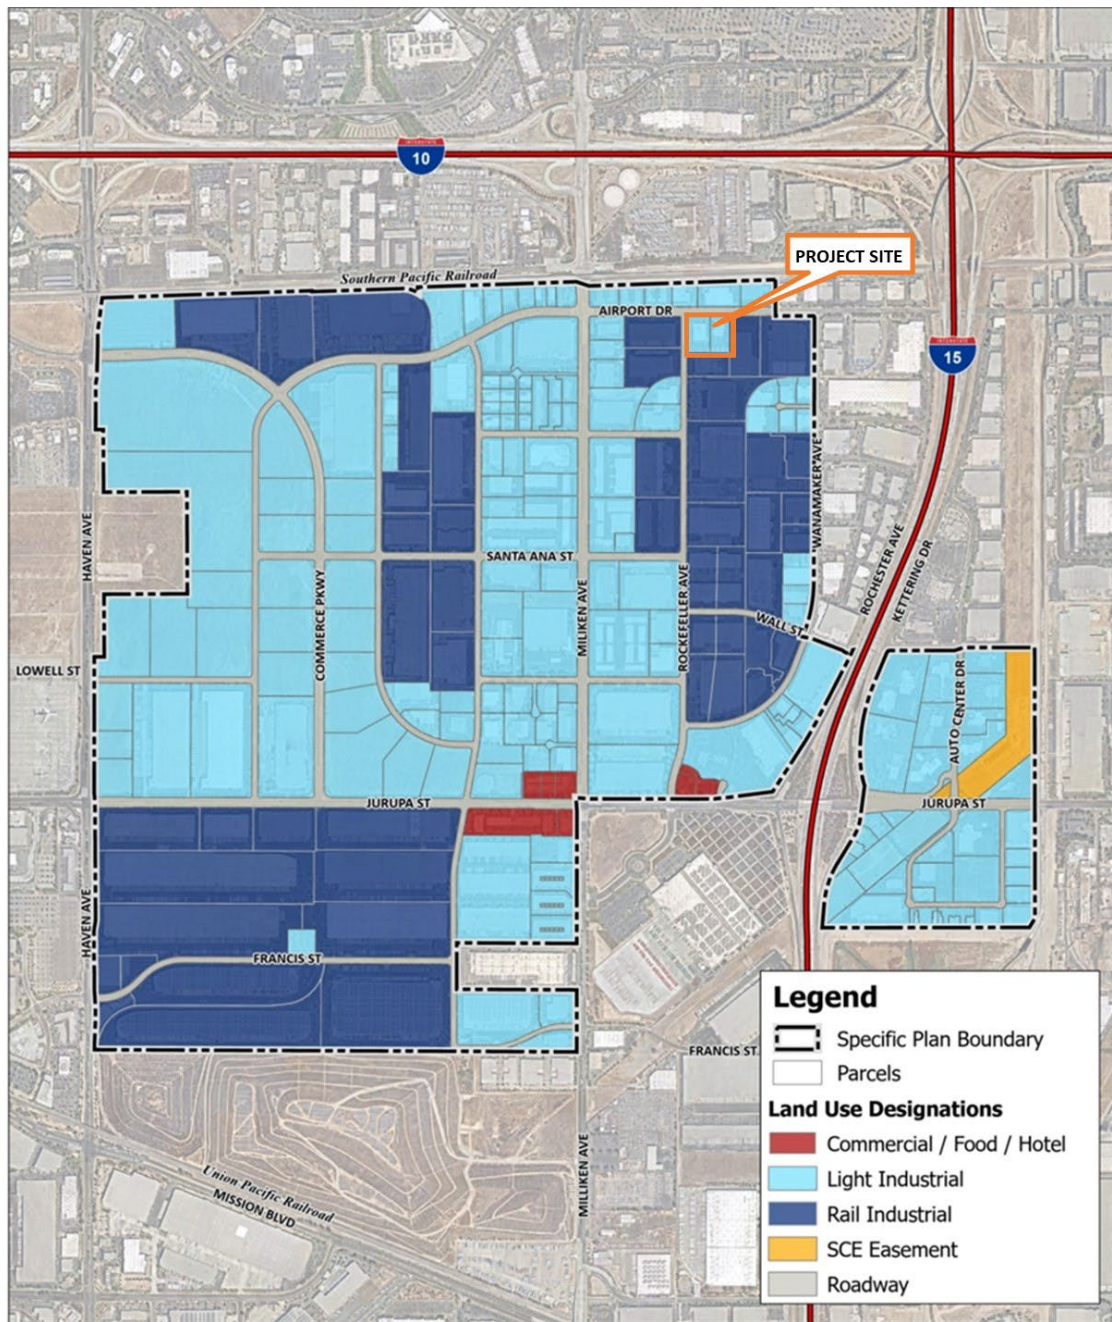 INTERSTATE
10
PROJECT SITE
Southern Pacific Railroad
AIRPORT DR
INTERSTATE
15
HAVEN AVE
WANAMAKER AVE
SANTA ANA ST
ROCHESTER AVE
KETTERING DR
COMMERCE PKWY
MILIKEN AVE
ROCKEFELLER AVE
WALL ST
LOWELL ST
AUTO CENTER DR
JURUPA ST
JURUPA ST
HAVEN AVE
FRANCIS ST
FRANCIS ST
MILLIKEN AVE
Union Pacific Railroad
MISSION BLVD
Legend
Specific Plan Boundary
Parcels
Land Use Designations
Commercial / Food / Hotel
Light Industrial
Rail Industrial
SCE Easement
Roadway